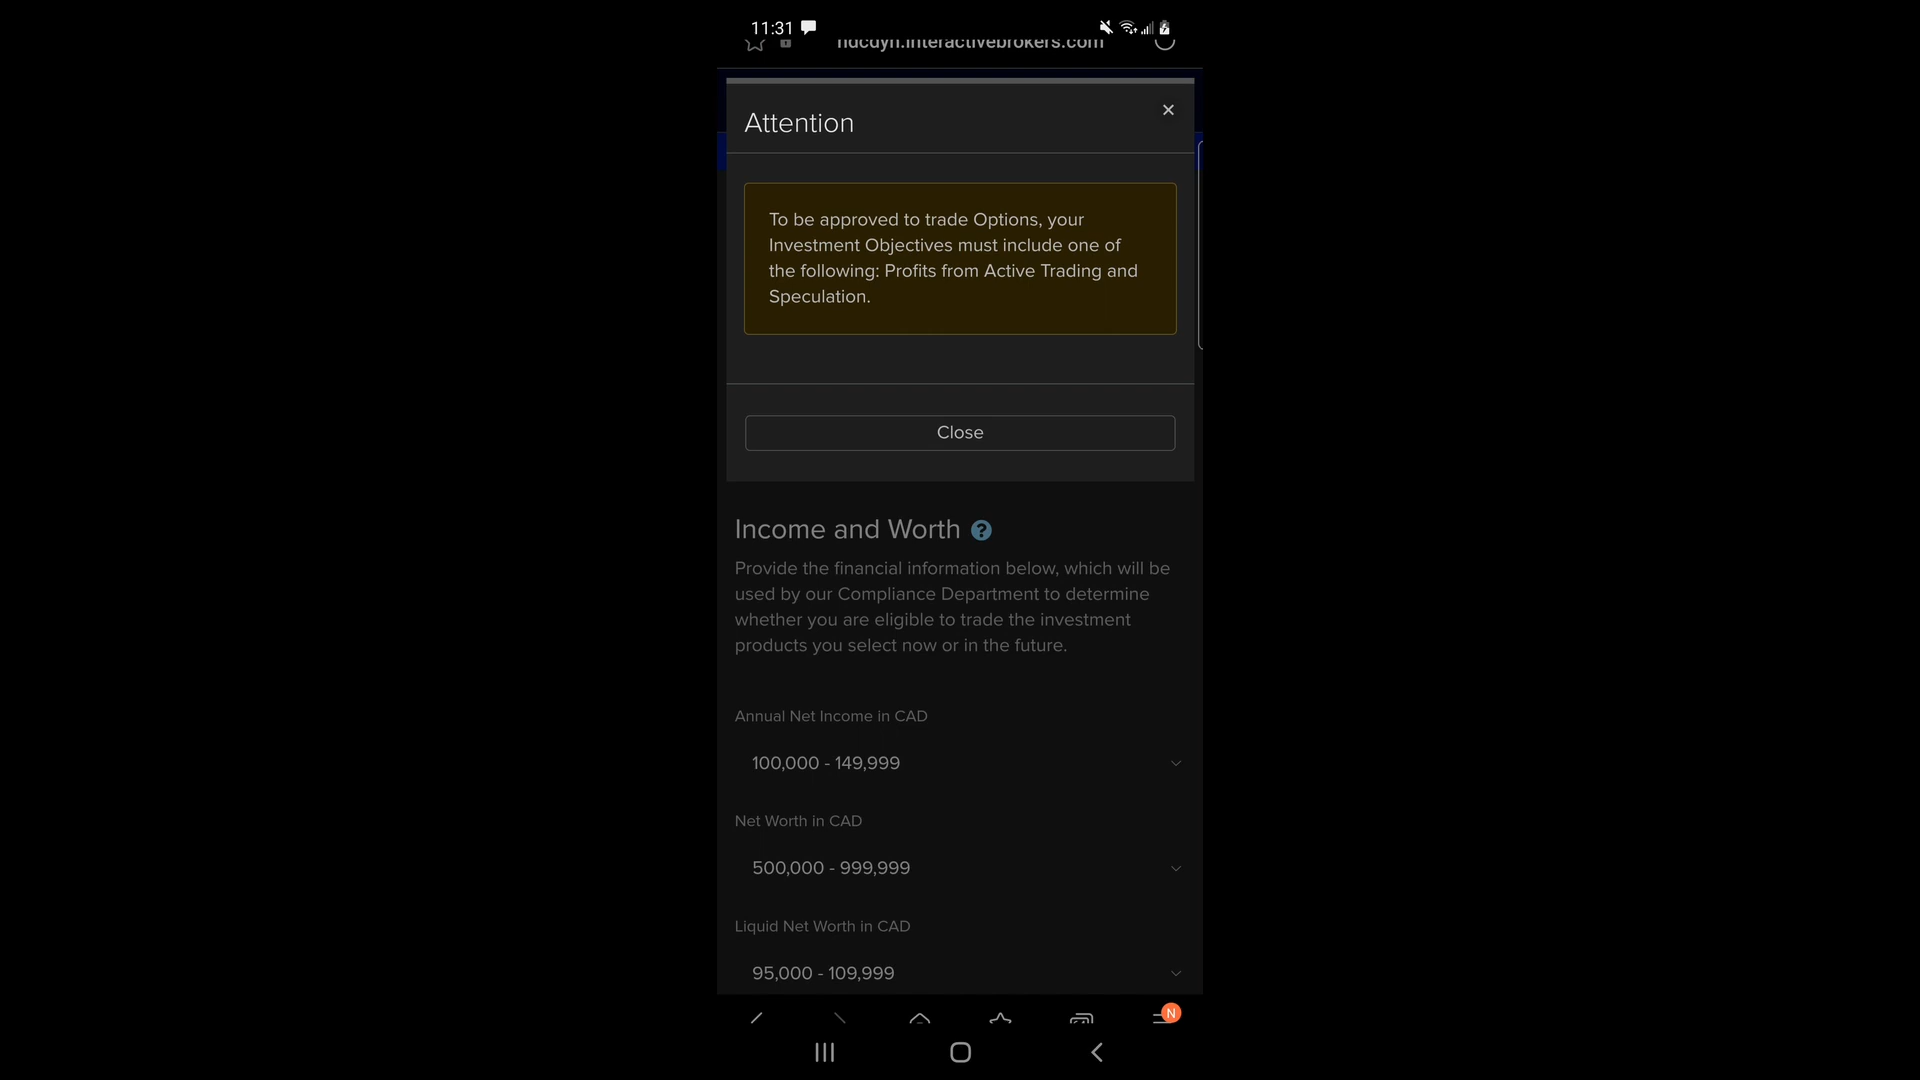 11:31
ndcdyn.interactivebrokers.com
Attention
To be approved to trade Options, your
Investment Objectives must include one of
the following: Profits from Active Trading and
Speculation.
Close
Income and Worth ?
Provide the financial information below, which will be
used by our Compliance Department to determine
whether you are eligible to trade the investment
products you select now or in the future.
Annual Net Income in CAD
100,000 - 149,999
Net Worth in CAD
500,000 - 999,999
Liquid Net Worth in CAD
95,000 - 109,999
N